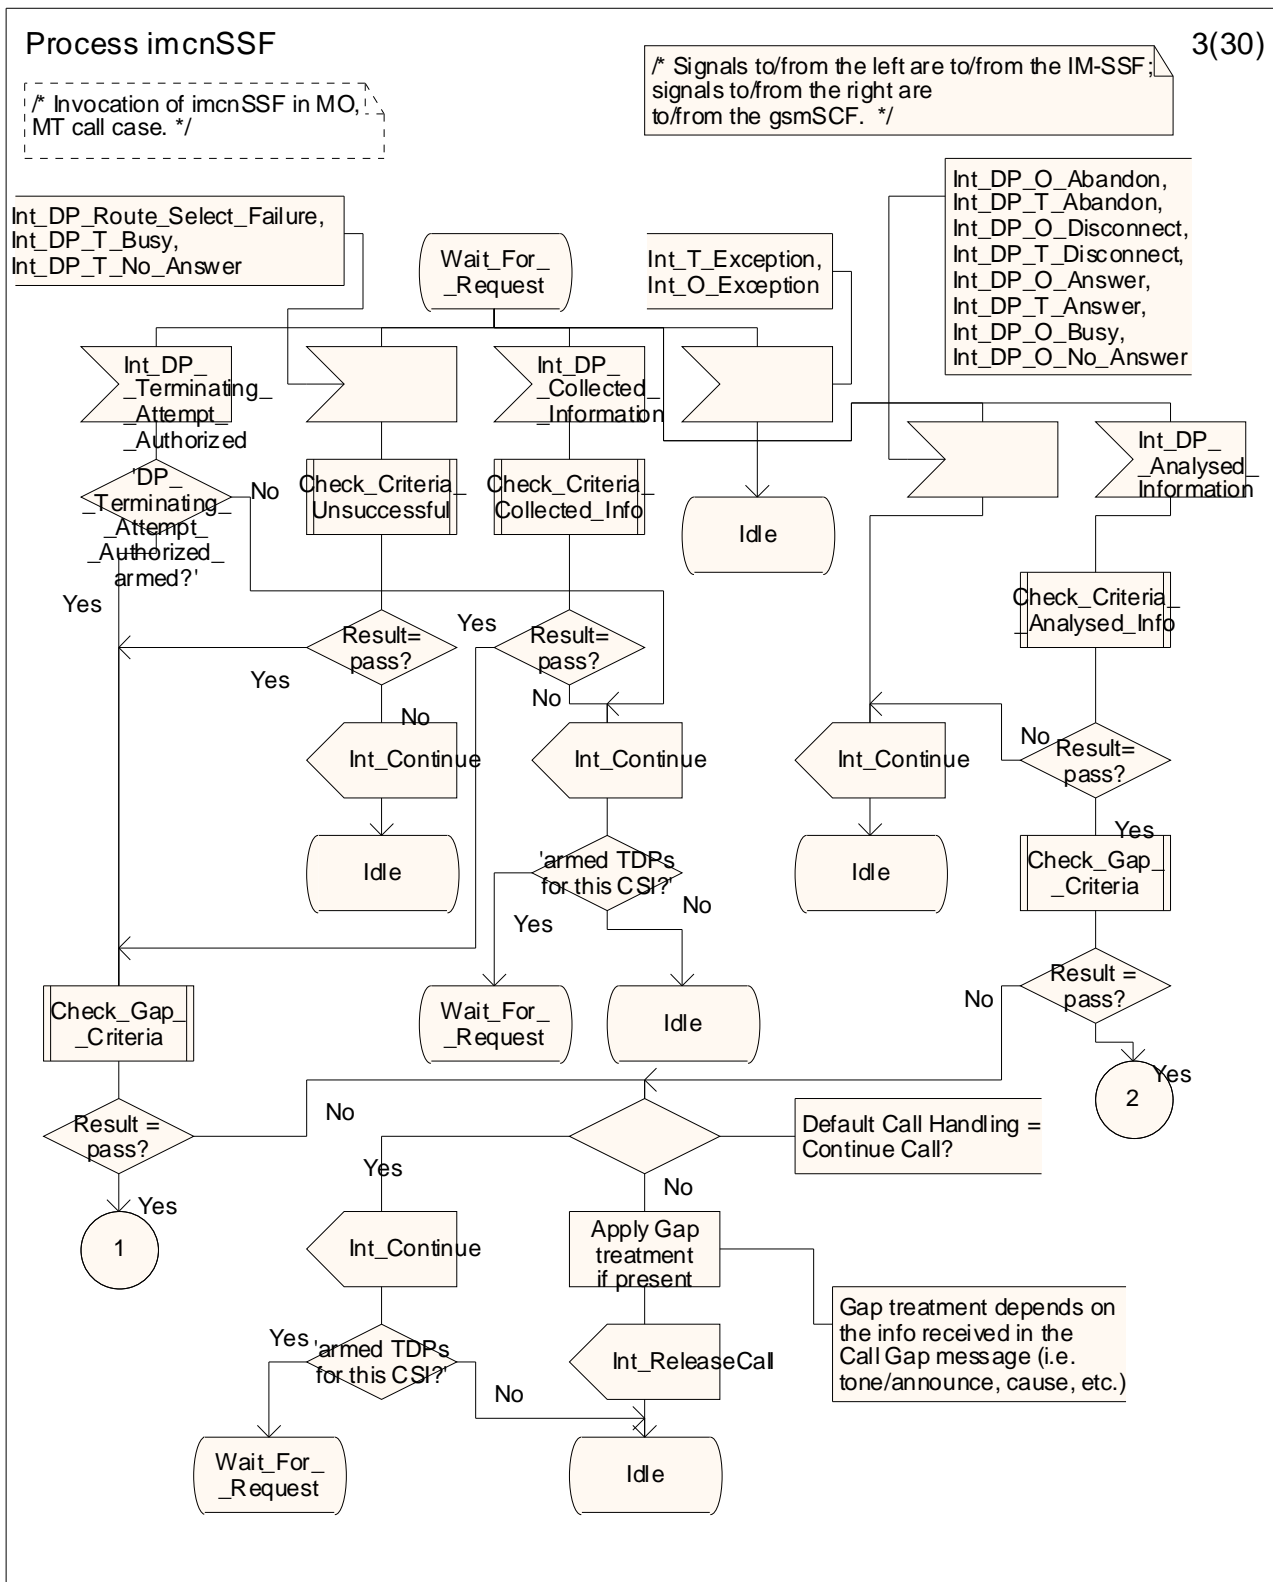 Process imcnSSF
3(30)
/* Invocation of imcnSSF in MO,
MT call case. */
/* Signals to/from the left are to/from the IM-SSF;
signals to/from the right are
to/from the gsmSCF. */
Int_DP_Route_Select_Failure,
Int_DP_T_Busy,
Int_DP_T_No_Answer
Wait_For_
_Request
Int_T_Exception,
Int_O_Exception
Int_DP_O_Abandon,
Int_DP_T_Abandon,
Int_DP_O_Disconnect,
Int_DP_T_Disconnect,
Int_DP_O_Answer,
Int_DP_T_Answer,
Int_DP_O_Busy,
Int_DP_O_No_Answer
Int_DP_
_Terminating_
_Attempt_
_Authorized
Int_DP_
_Collected_
_Information
Int_DP_
_Analysed_
_Information
'DP_
_Terminating_
_Attempt_
_Authorized_
armed?'
No
Yes
Check_Criteria_
_Unsuccessful
Check_Criteria_
_Collected_Info
Idle
Check_Criteria_
_Analysed_Info
Result=
pass?
Yes
No
Result=
pass?
Yes
No
Int_Continue
Int_Continue
Int_Continue
No
Result=
pass?
Yes
Idle
'armed TDPs
for this CSI?'
Yes
No
Idle
Check_Gap_
_Criteria
Wait_For_
_Request
Idle
No
Result =
pass?
Yes
2
Check_Gap_
_Criteria
Result =
pass?
No
Yes
1
Default Call Handling =
Continue Call?
Yes
No
Int_Continue
Apply Gap
treatment
if present
Gap treatment depends on
the info received in the
Call Gap message (i.e.
tone/announce, cause, etc.)
Yes
'armed TDPs
for this CSI?'
No
Int_ReleaseCall
Wait_For_
_Request
Idle